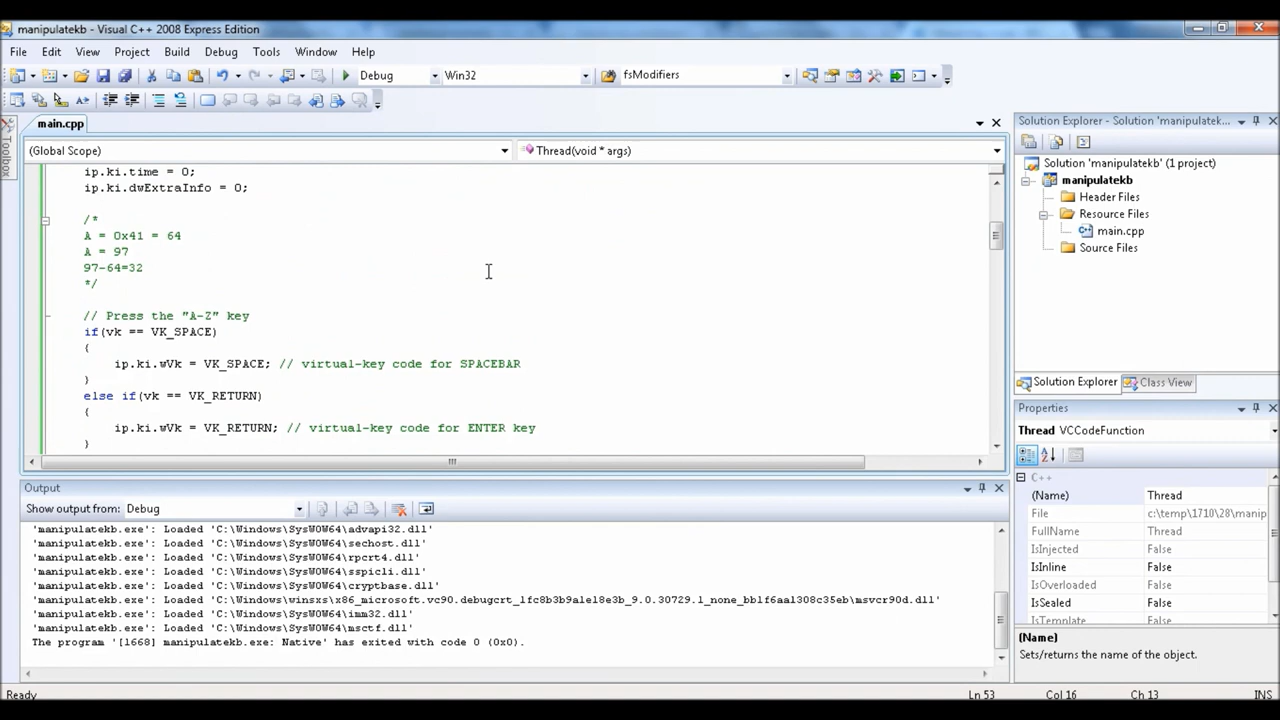 manipulatekb - Visual C++ 2008 Express Edition
File Edit View Project Build Debug Tools Window Help
Debug Win32 fsModifiers
main.cpp
(Global Scope) Thread(void * args)
Toolbox
ip.ki.time = 0;
ip.ki.dwExtraInfo = 0;
/*
A = 0x41 = 64
A = 97
97-64=32
*/
// Press the "A-Z" key
if(vk == VK_SPACE)
{
ip.ki.wVk = VK_SPACE; // virtual-key code for SPACEBAR
}
else if(vk == VK_RETURN)
{
ip.ki.wVk = VK_RETURN; // virtual-key code for ENTER key
}
Solution Explorer - Solution 'manipulatek...
Solution 'manipulatekb' (1 project)
manipulatekb
Header Files
Resource Files
main.cpp
Source Files
Solution Explorer Class View
Properties
Thread VCCodeFunction
C++
(Name) Thread
File c:\temp\1710\28\manip
FullName Thread
IsInjected False
IsInline False
IsOverloaded False
IsSealed False
IsTemplate False
(Name)
Sets/returns the name of the object.
Output
Show output from: Debug
'manipulatekb.exe': Loaded 'C:\Windows\SysWOW64\advapi32.dll'
'manipulatekb.exe': Loaded 'C:\Windows\SysWOW64\sechost.dll'
'manipulatekb.exe': Loaded 'C:\Windows\SysWOW64\rpcrt4.dll'
'manipulatekb.exe': Loaded 'C:\Windows\SysWOW64\sspicli.dll'
'manipulatekb.exe': Loaded 'C:\Windows\SysWOW64\cryptbase.dll'
'manipulatekb.exe': Loaded 'C:\Windows\winsxs\x86_microsoft.vc90.debugcrt_1fc8b3b9a1e18e3b_9.0.30729.1_none_bb1f6aa1308c35eb\msvcr90d.dll'
'manipulatekb.exe': Loaded 'C:\Windows\SysWOW64\imm32.dll'
'manipulatekb.exe': Loaded 'C:\Windows\SysWOW64\msctf.dll'
The program '[1668] manipulatekb.exe: Native' has exited with code 0 (0x0).
Ready Ln 53 Col 16 Ch 13 INS